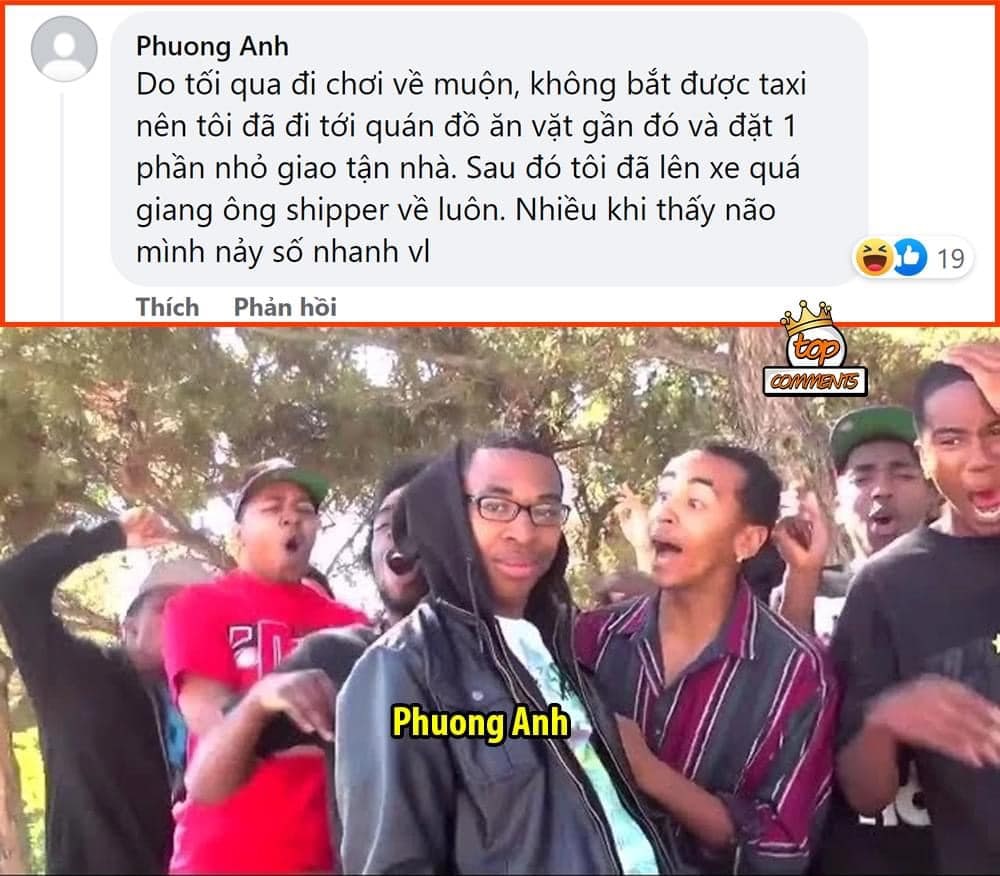 Phuong Anh
Do tối qua đi chơi về muộn, không bắt được taxi
nên tôi đã đi tới quán đồ ăn vặt gần đó và đặt 1
phần nhỏ giao tận nhà. Sau đó tôi đã lên xe quá
giang ông shipper về luôn. Nhiều khi thấy não
mình nảy số nhanh vl
19
Thích Phản hồi
top
COMMENTS
Phuong Anh